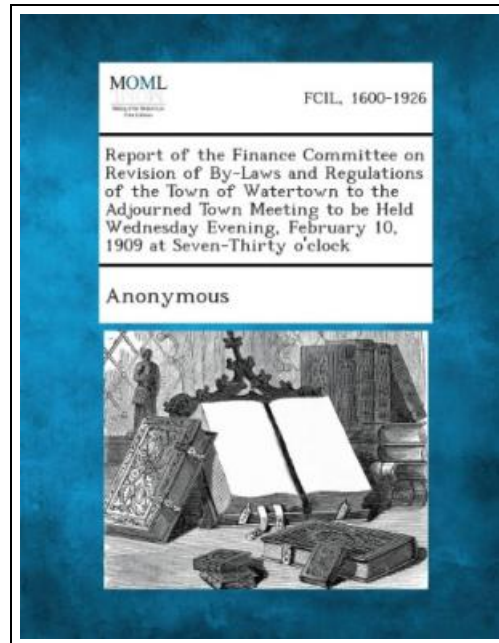 MOML
FCIL, 1600-1926
Report of the Finance Committee on
Revision of By-Laws and Regulations
of the Town of Watertown to the
Adjourned Town Meeting to be Held
Wednesday Evening, February 10,
1909 at Seven-Thirty o'clock
Anonymous